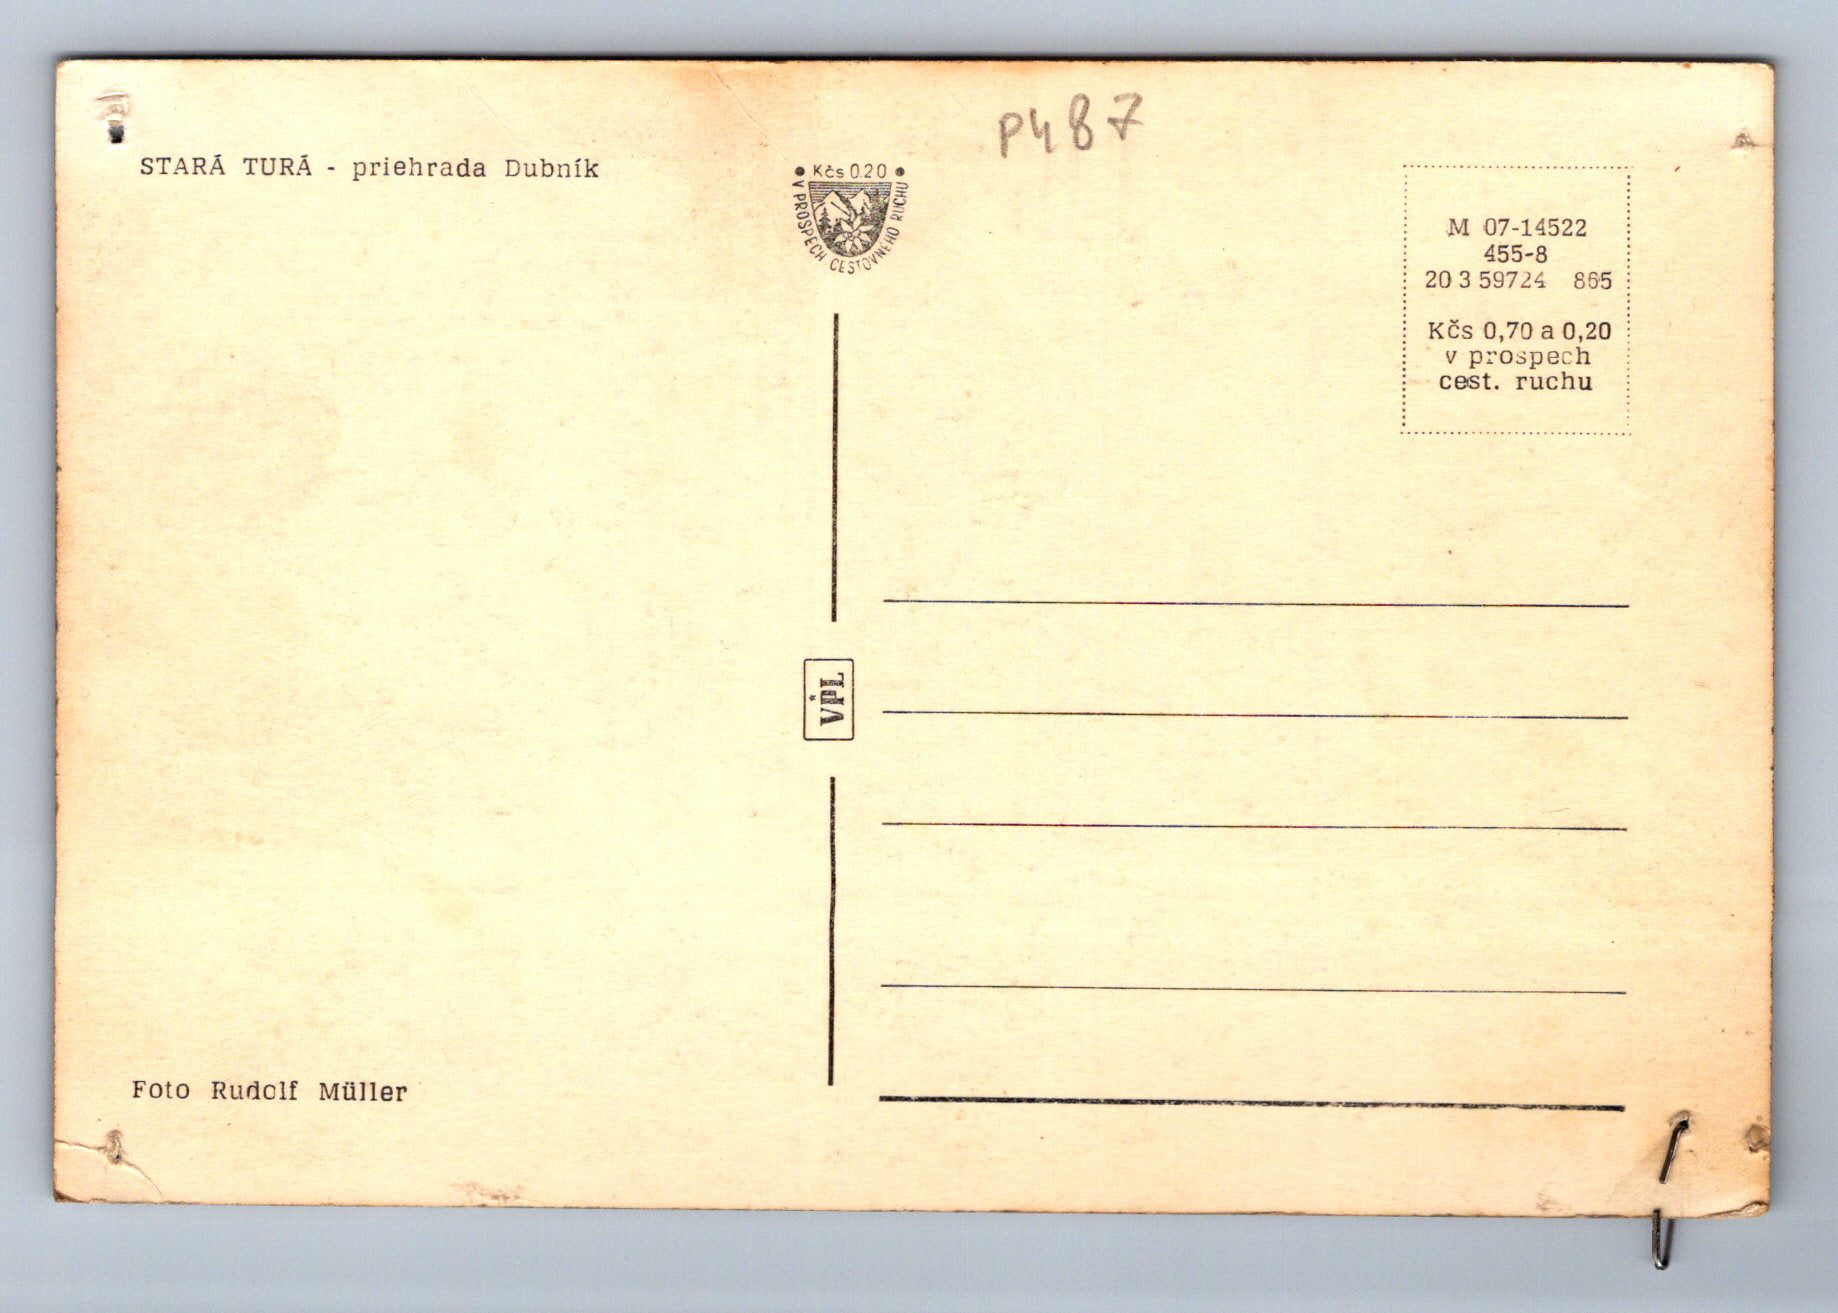 P487
STARÁ TURÁ - priehrada Dubník
Kčs 0.20
V PROSPECH CESTOVNÉHO RUCHU
M 07-14522
455-8
20 3 59724 865
Kčs 0,70 a 0,20
v prospech
cest. ruchu
VPL
Foto Rudolf Müller